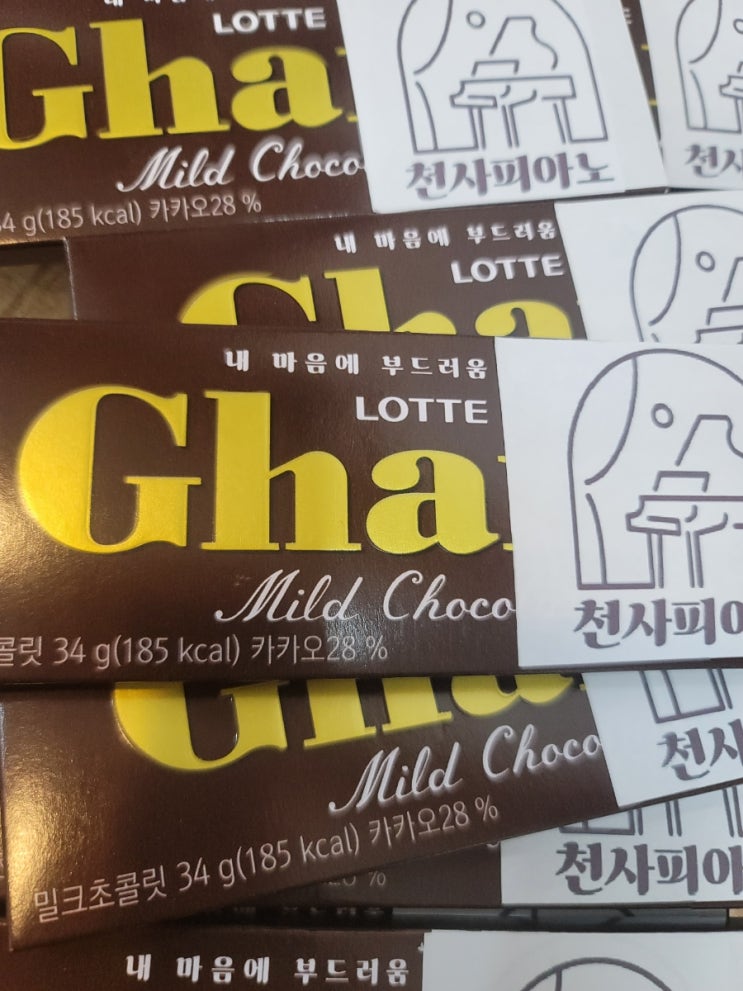 LOTTE
Gha
Mild Choco
천사피아노
4 g(185 kcal) 카카오28 %
내 마음에 부드러움
LOTTE
Gha
내 마음에 부드러움
LOTTE
Gha
Mild Choco
콜릿 34 g(185 kcal) 카카오28 %
천사피아
Gha
Mild Choco
천사
밀크초콜릿 34 g(185 kcal) 카카오28 %
천사피아노
내 마음에 부드러움